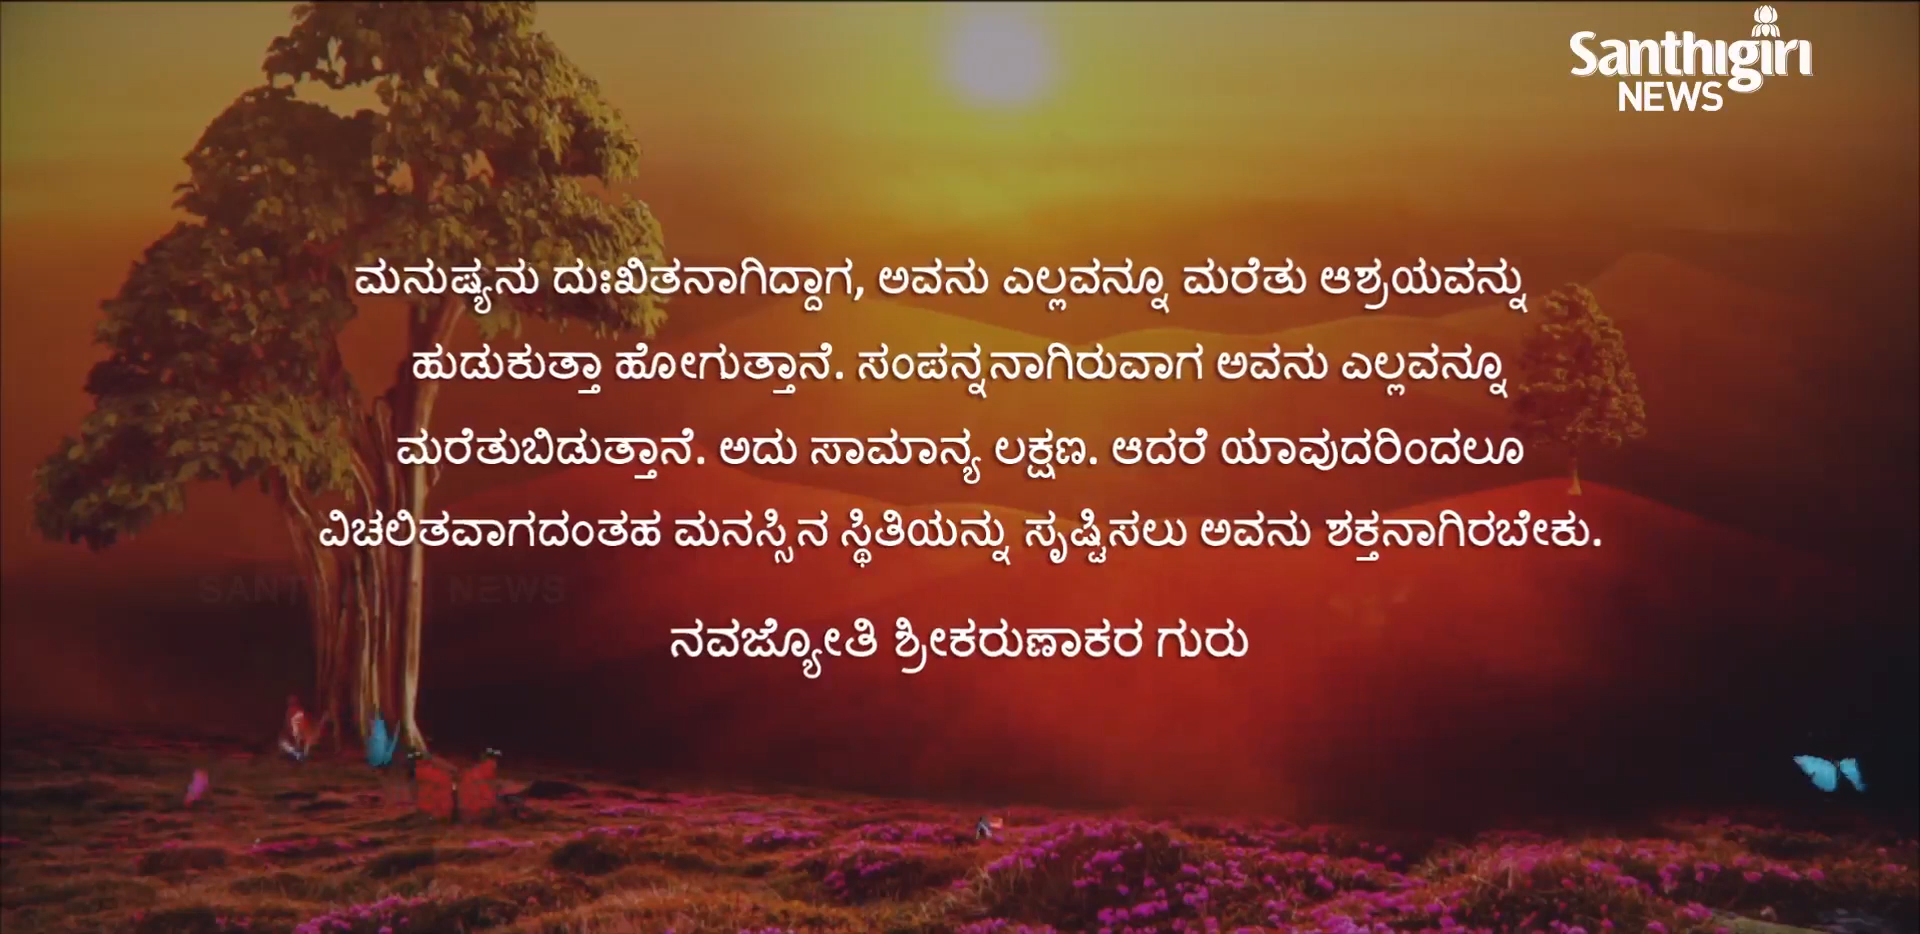 Santhigiri
NEWS
ಮನುಷ್ಯನು ದುಃಖಿತನಾಗಿದ್ದಾಗ, ಅವನು ಎಲ್ಲವನ್ನೂ ಮರೆತು ಆಶ್ರಯವನ್ನು
ಹುಡುಕುತ್ತಾ ಹೋಗುತ್ತಾನೆ. ಸಂಪನ್ನನಾಗಿರುವಾಗ ಅವನು ಎಲ್ಲವನ್ನೂ
ಮರೆತುಬಿಡುತ್ತಾನೆ. ಅದು ಸಾಮಾನ್ಯ ಲಕ್ಷಣ. ಆದರೆ ಯಾವುದರಿಂದಲೂ
ವಿಚಲಿತವಾಗದಂತಹ ಮನಸ್ಸಿನ ಸ್ಥಿತಿಯನ್ನು ಸೃಷ್ಟಿಸಲು ಅವನು ಶಕ್ತನಾಗಿರಬೇಕು.
NEWS
ನವಜ್ಯೋತಿ ಶ್ರೀಕರುಣಾಕರ ಗುರು